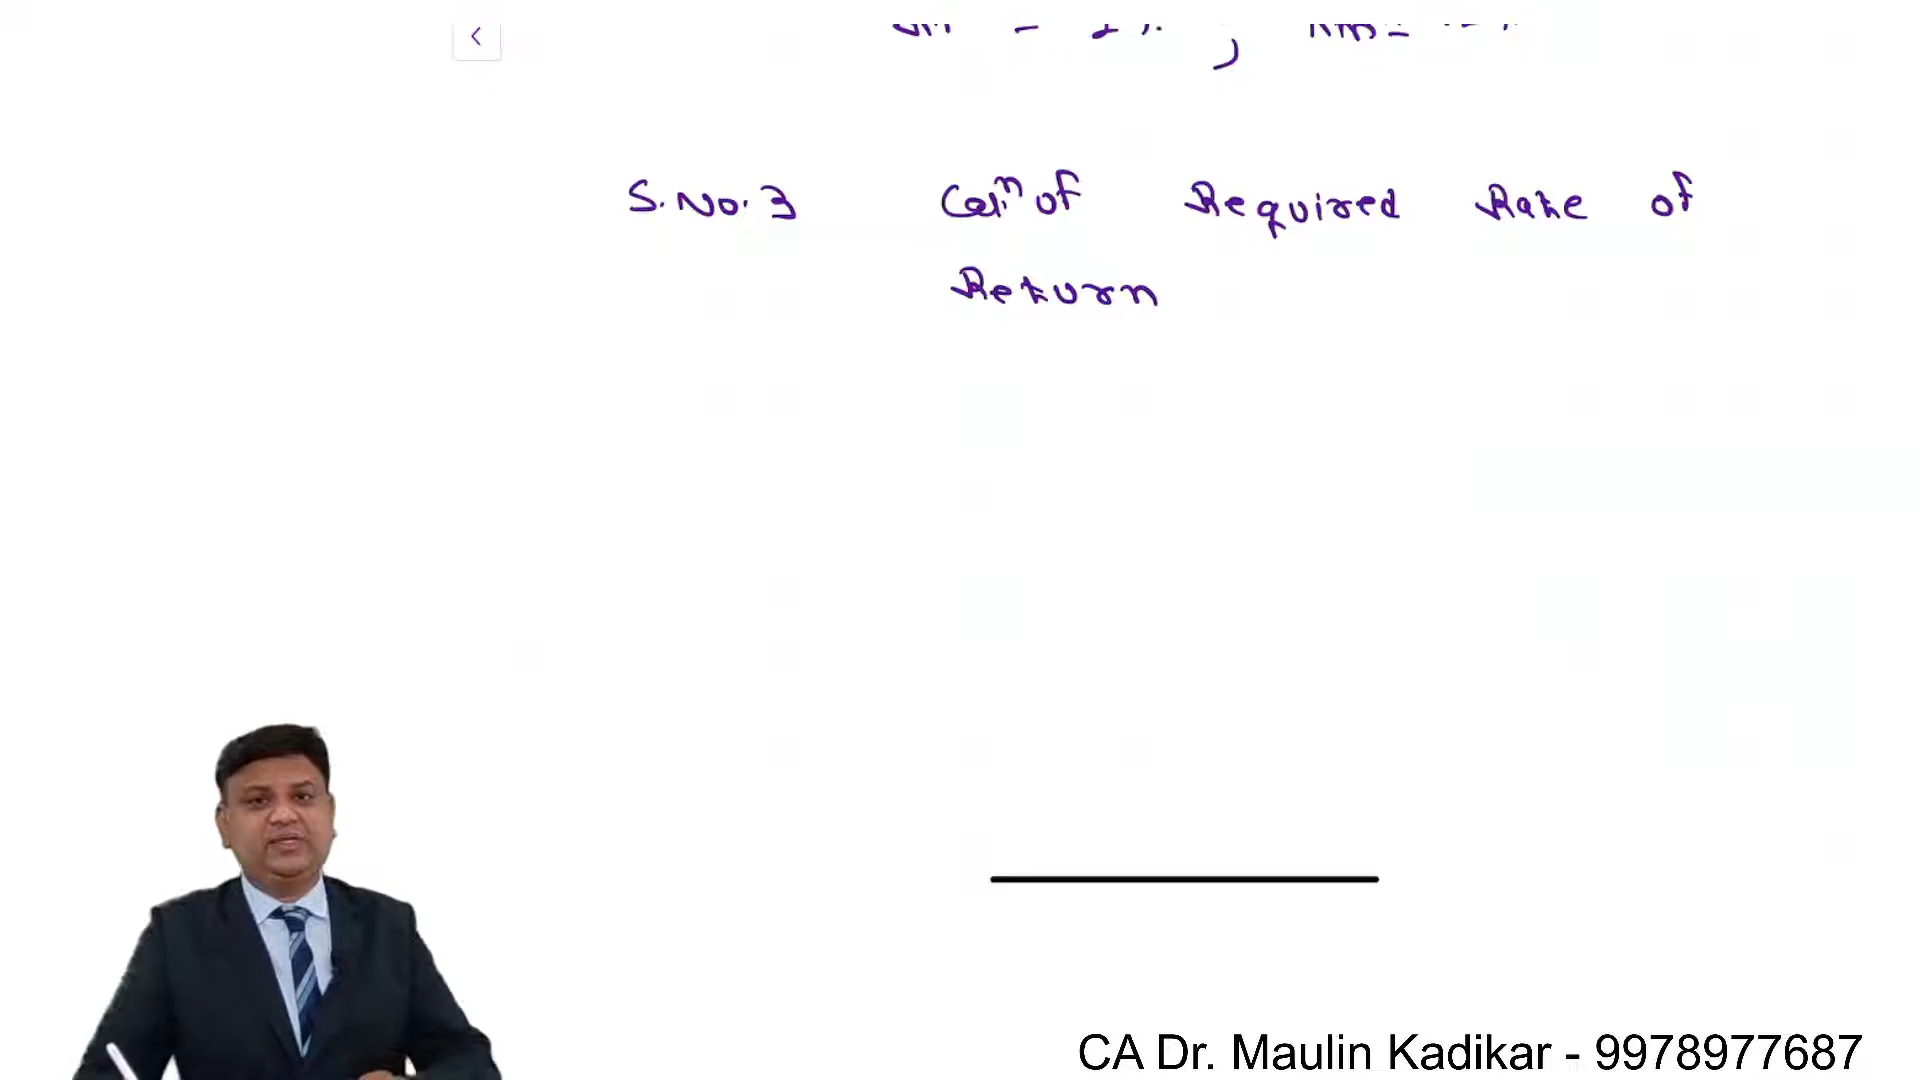 S.No.3 Calⁿ of Required Rate of
Return
CA Dr. Maulin Kadikar - 9978977687